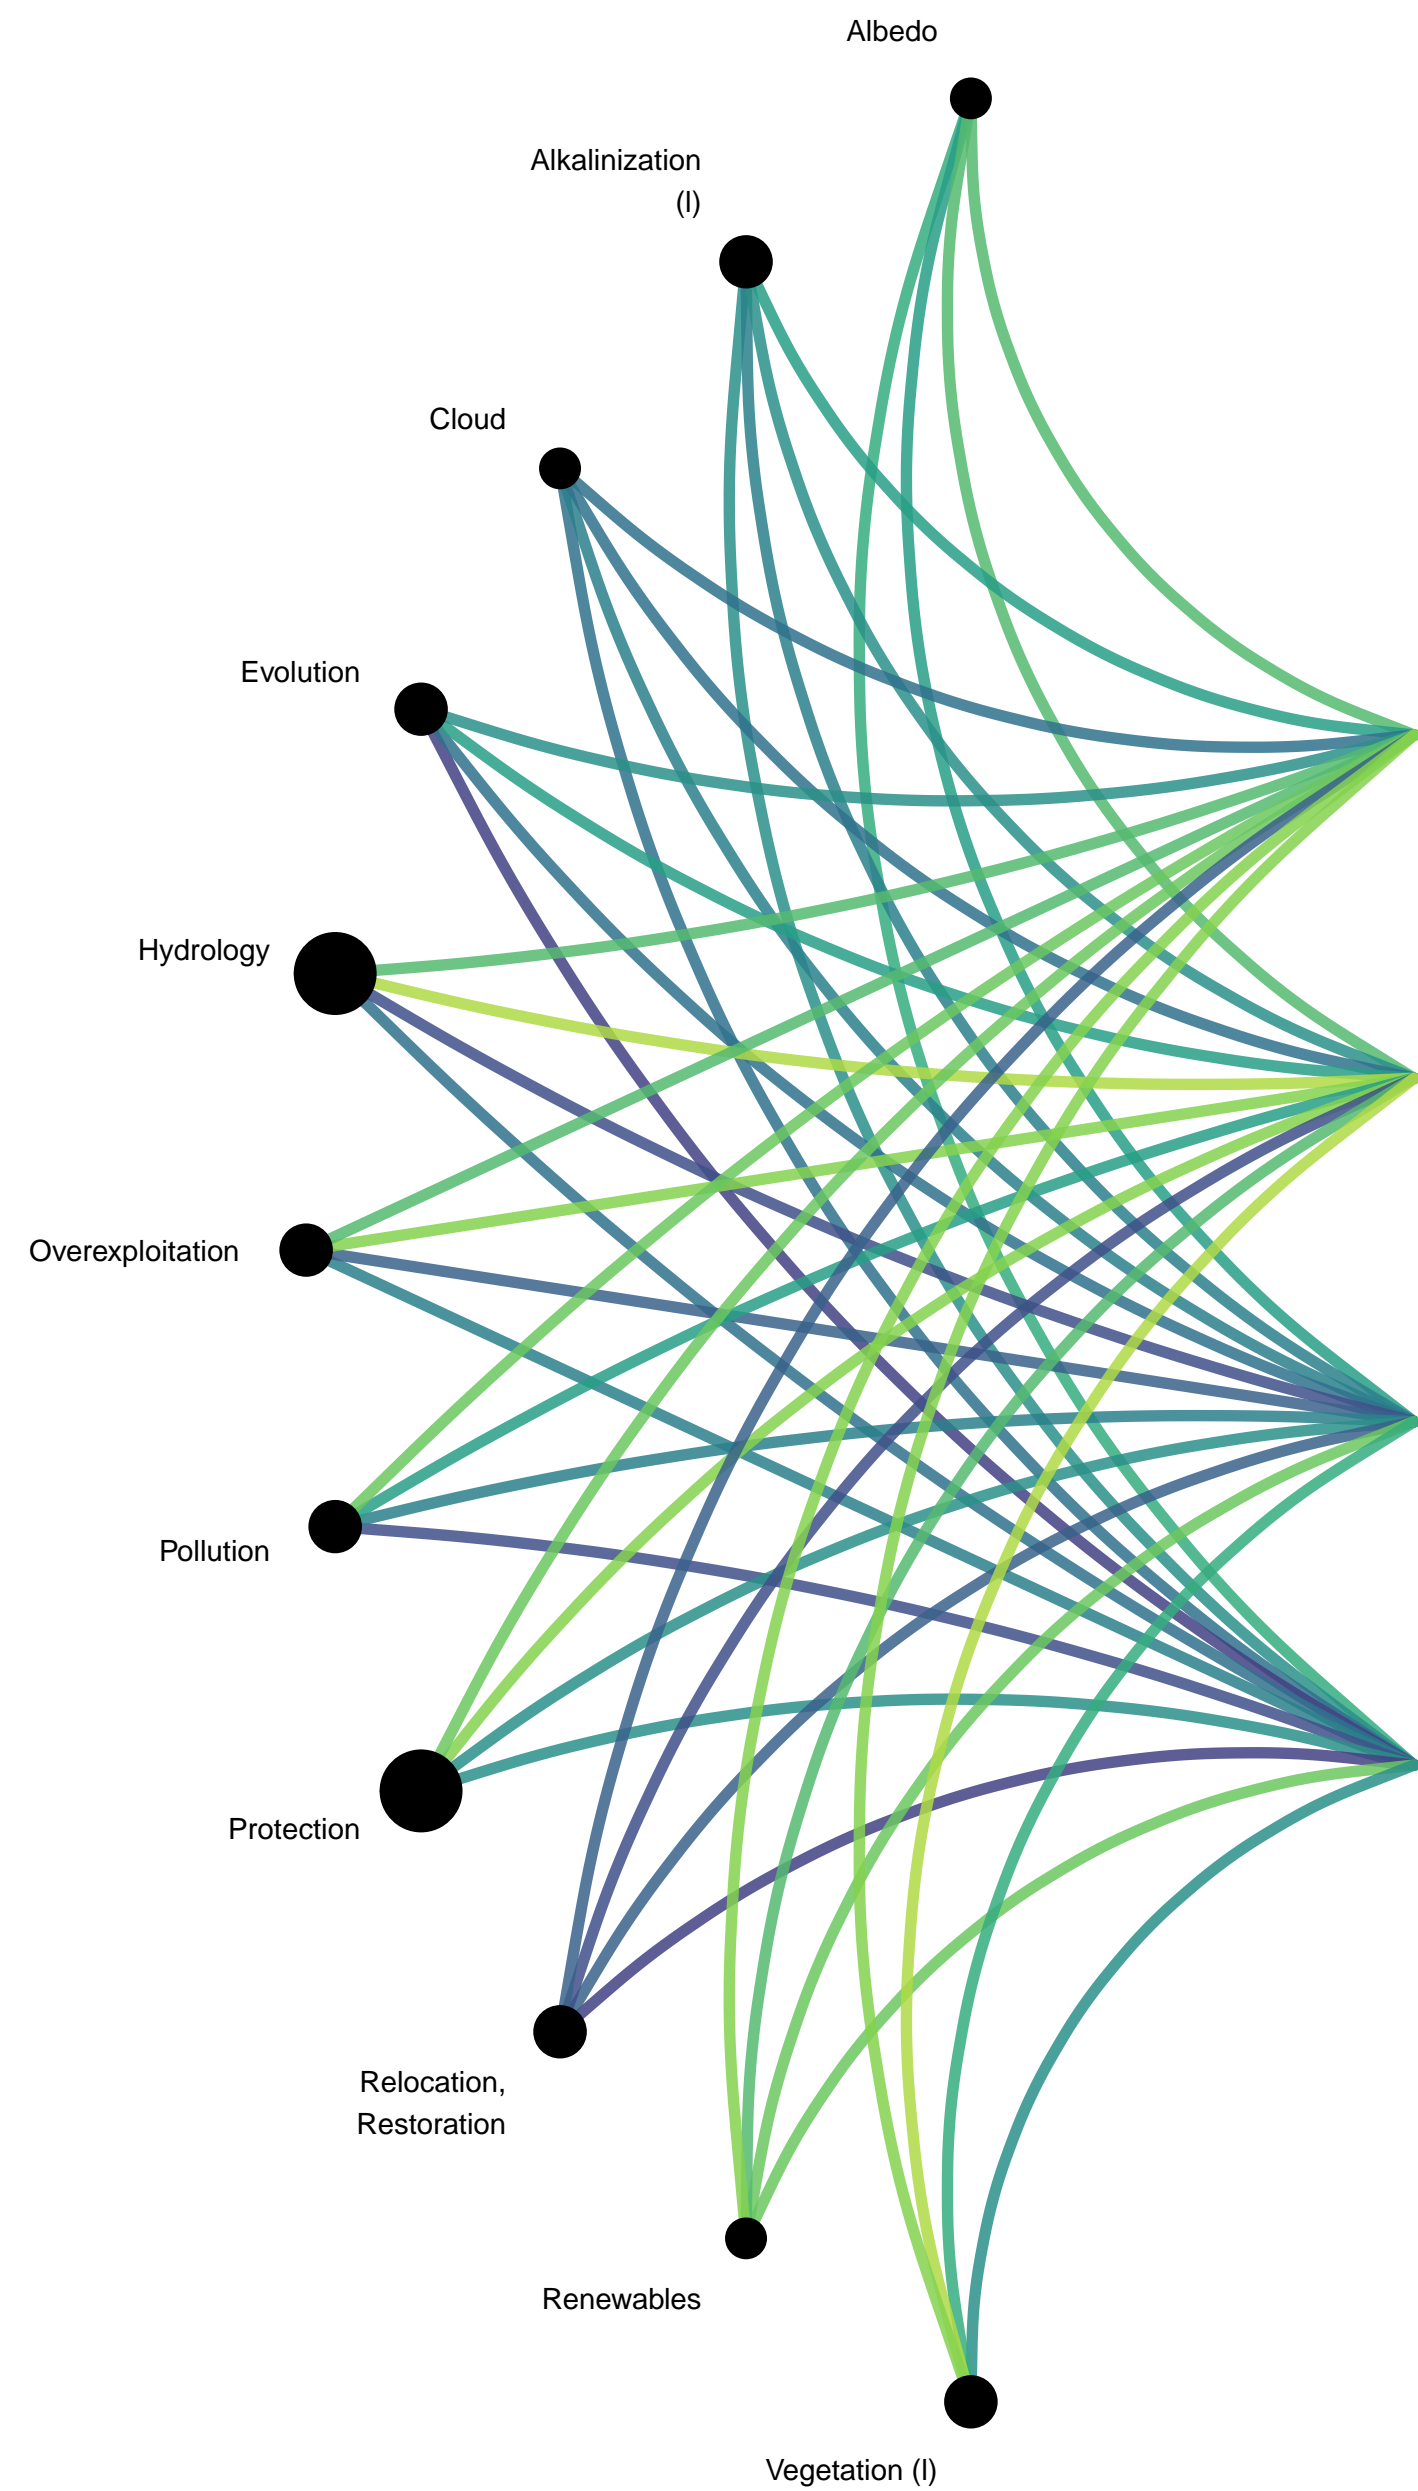 Albedo
Alkalinization
(l)
Cloud
Evolution
Hydrology
Overexploitation
Pollution
Protection
Relocation,
Restoration
Renewables
Vegetation (l)